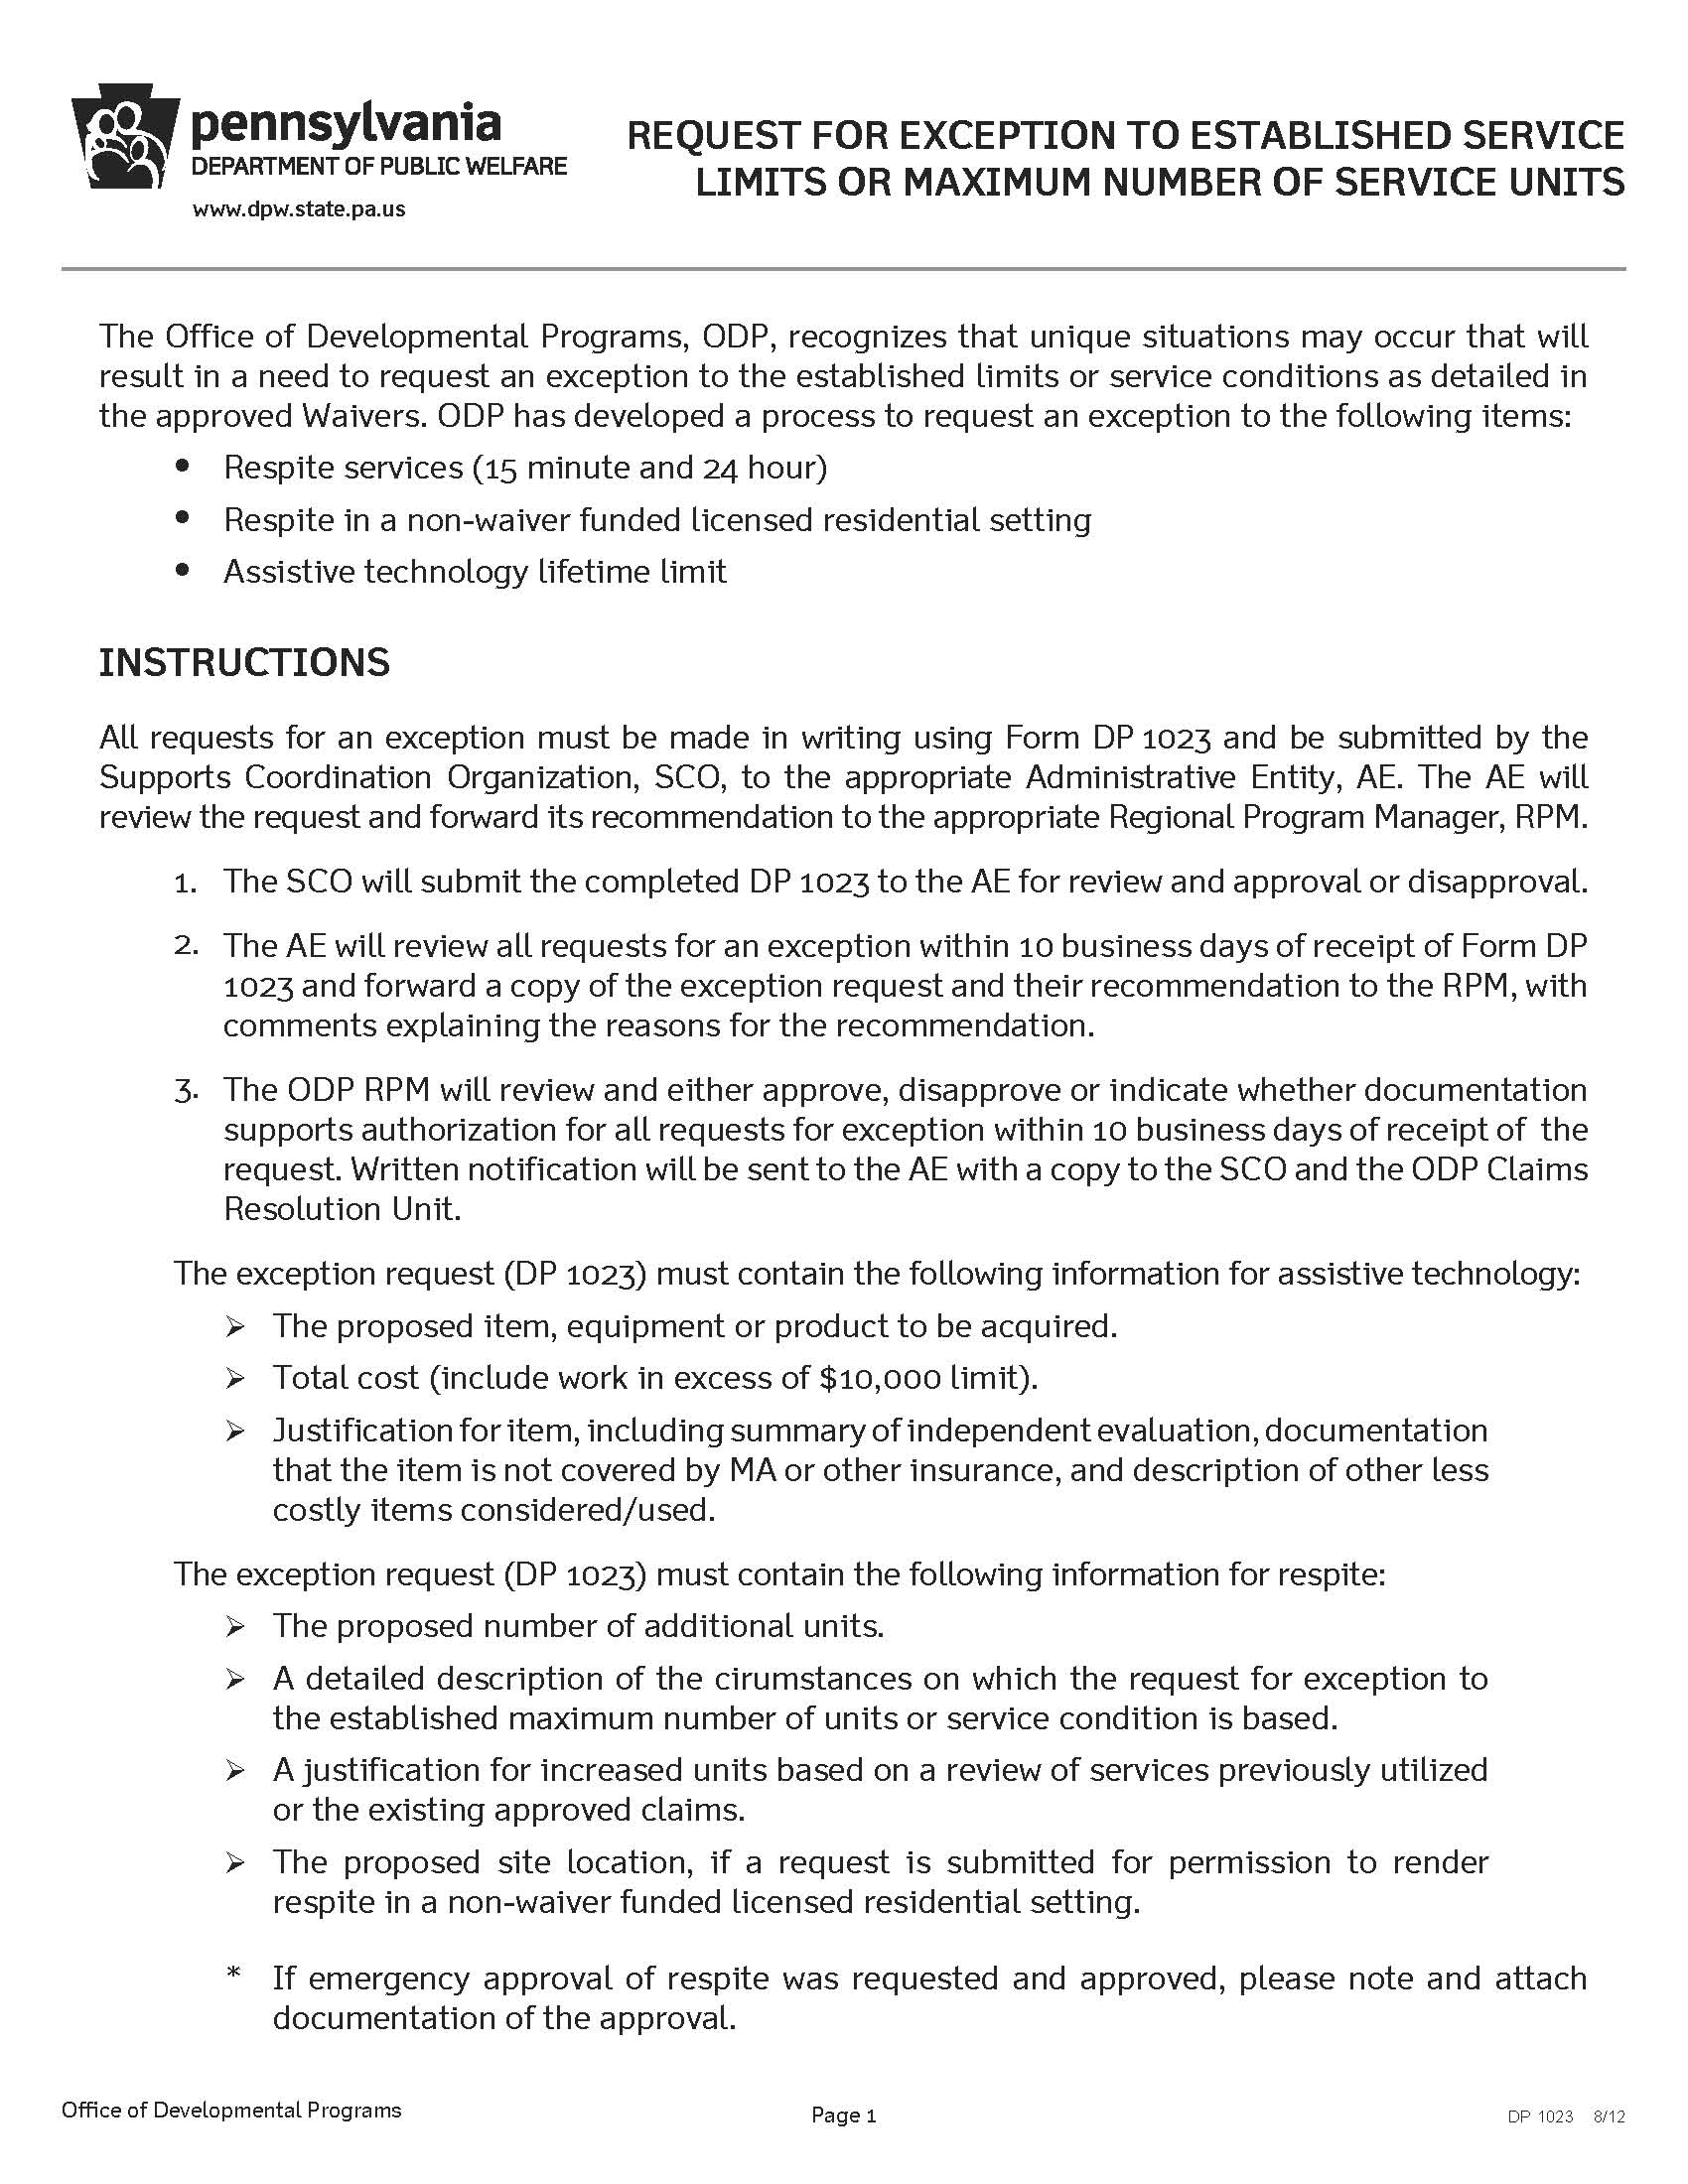 pennsylvania
DEPARTMENT OF PUBLIC WELFARE
www.dpw.state.pa.us
REQUEST FOR EXCEPTION TO ESTABLISHED SERVICE
LIMITS OR MAXIMUM NUMBER OF SERVICE UNITS
The Office of Developmental Programs, ODP, recognizes that unique situations may occur that will
result in a need to request an exception to the established limits or service conditions as detailed in
the approved Waivers. ODP has developed a process to request an exception to the following items:
• Respite services (15 minute and 24 hour)
• Respite in a non-waiver funded licensed residential setting
• Assistive technology lifetime limit
INSTRUCTIONS
All requests for an exception must be made in writing using Form DP 1023 and be submitted by the
Supports Coordination Organization, SCO, to the appropriate Administrative Entity, AE. The AE will
review the request and forward its recommendation to the appropriate Regional Program Manager, RPM.
1. The SCO will submit the completed DP 1023 to the AE for review and approval or disapproval.
2. The AE will review all requests for an exception within 10 business days of receipt of Form DP
1023 and forward a copy of the exception request and their recommendation to the RPM, with
comments explaining the reasons for the recommendation.
3. The ODP RPM will review and either approve, disapprove or indicate whether documentation
supports authorization for all requests for exception within 10 business days of receipt of the
request. Written notification will be sent to the AE with a copy to the SCO and the ODP Claims
Resolution Unit.
The exception request (DP 1023) must contain the following information for assistive technology:
➢ The proposed item, equipment or product to be acquired.
➢ Total cost (include work in excess of $10,000 limit).
➢ Justification for item, including summary of independent evaluation, documentation
that the item is not covered by MA or other insurance, and description of other less
costly items considered/used.
The exception request (DP 1023) must contain the following information for respite:
➢ The proposed number of additional units.
➢ A detailed description of the cirumstances on which the request for exception to
the established maximum number of units or service condition is based.
➢ A justification for increased units based on a review of services previously utilized
or the existing approved claims.
➢ The proposed site location, if a request is submitted for permission to render
respite in a non-waiver funded licensed residential setting.
* If emergency approval of respite was requested and approved, please note and attach
documentation of the approval.
Office of Developmental Programs
Page 1
DP 1023 8/12